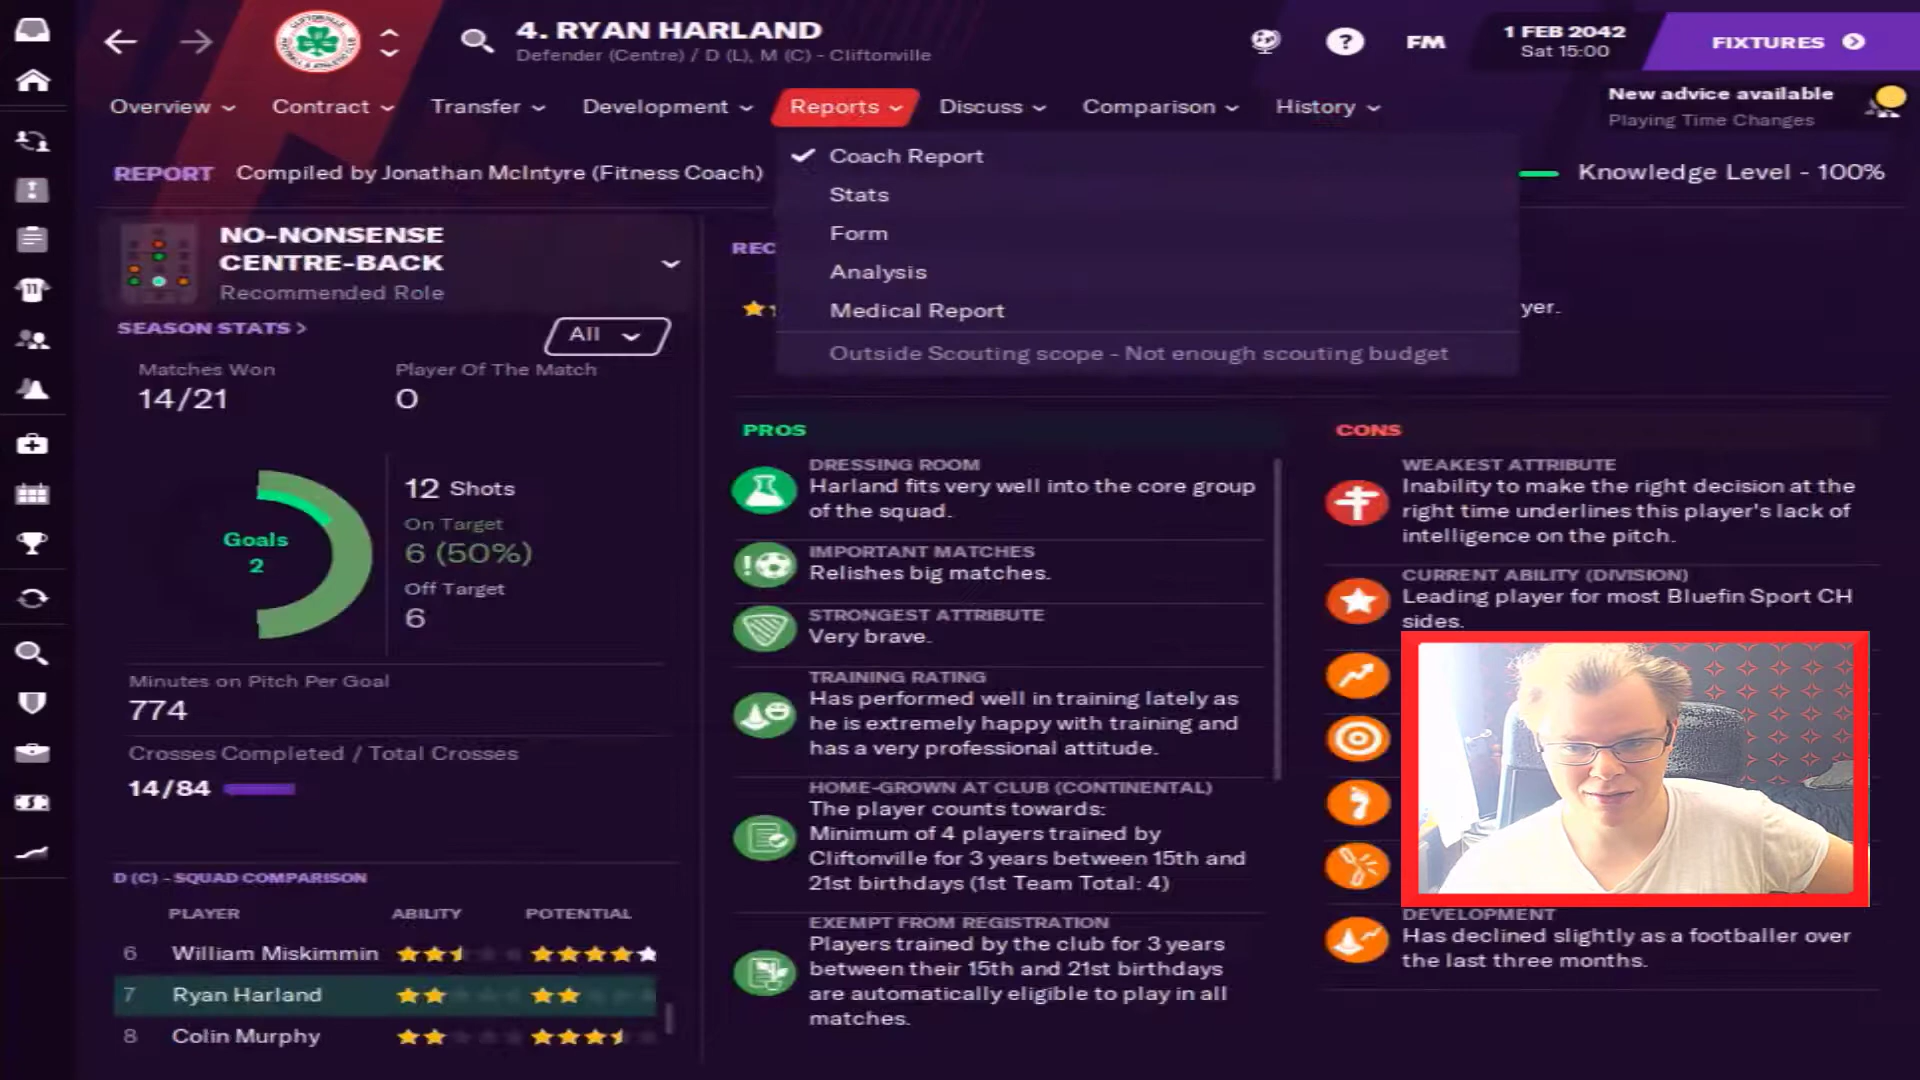 4. RYAN HARLAND
Defender (Centre) / D (L), M (C) - Cliftonville
?
FM
1 FEB 2042
Sat 15:00
FIXTURES
Overview
Contract
Transfer
Development
Reports
Discuss
Comparison
History
New advice available
Playing Time Changes
REPORT
Compiled by Jonathan McIntyre (Fitness Coach)
Coach Report
Stats
Form
Analysis
Medical Report
Outside Scouting scope - Not enough scouting budget
Knowledge Level - 100%
NO-NONSENSE
CENTRE-BACK
Recommended Role
REC
yer.
SEASON STATS >
All
Matches Won
14/21
Player Of The Match
0
Goals
2
12 Shots
On Target
6 (50%)
Off Target
6
Minutes on Pitch Per Goal
774
Crosses Completed / Total Crosses
14/84
D (C) - SQUAD COMPARISON
PLAYER ABILITY POTENTIAL
6 William Miskimmin
7 Ryan Harland
8 Colin Murphy
PROS
DRESSING ROOM
Harland fits very well into the core group
of the squad.
IMPORTANT MATCHES
Relishes big matches.
STRONGEST ATTRIBUTE
Very brave.
TRAINING RATING
Has performed well in training lately as
he is extremely happy with training and
has a very professional attitude.
HOME-GROWN AT CLUB (CONTINENTAL)
The player counts towards:
Minimum of 4 players trained by
Cliftonville for 3 years between 15th and
21st birthdays (1st Team Total: 4)
EXEMPT FROM REGISTRATION
Players trained by the club for 3 years
between their 15th and 21st birthdays
are automatically eligible to play in all
matches.
CONS
WEAKEST ATTRIBUTE
Inability to make the right decision at the
right time underlines this player's lack of
intelligence on the pitch.
CURRENT ABILITY (DIVISION)
Leading player for most Bluefin Sport CH
sides.
DEVELOPMENT
Has declined slightly as a footballer over
the last three months.